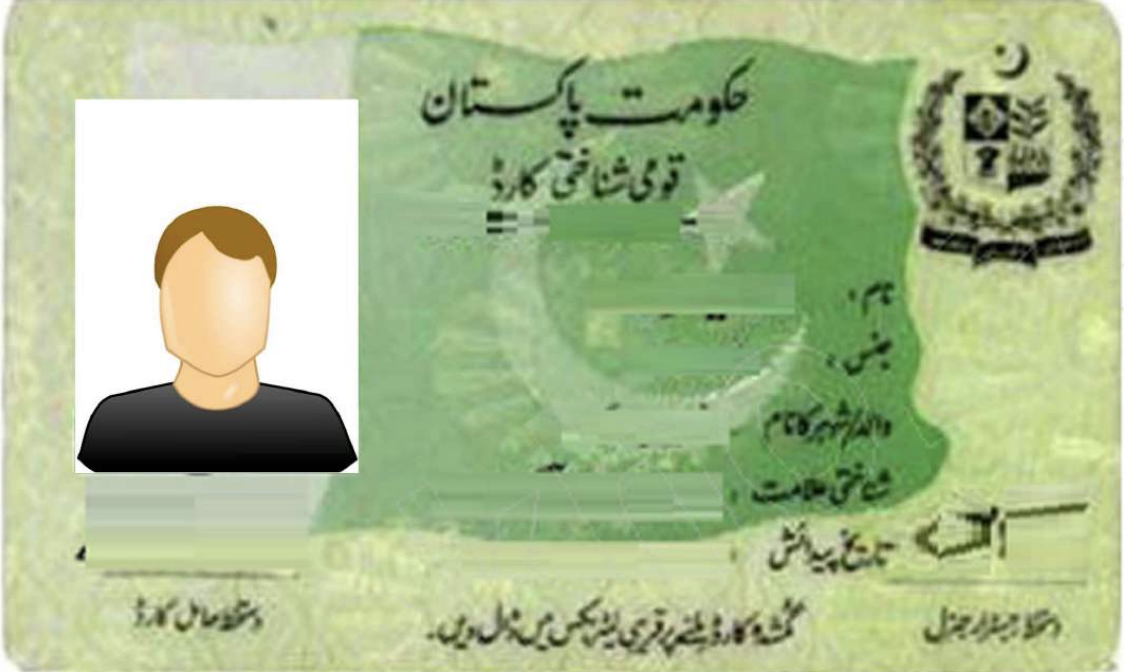 حکومت پاکستان
قومی شناختی کارڈ
نام :
جنس :
والد/شوہر کا نام
شناختی علامت :
تاریخ پیدائش
دستخط حامل کارڈ
گمشدہ کارڈ ملنے پر قریبی لیٹر بکس میں ڈال دیں۔
دستخط رجسٹرار جنرل